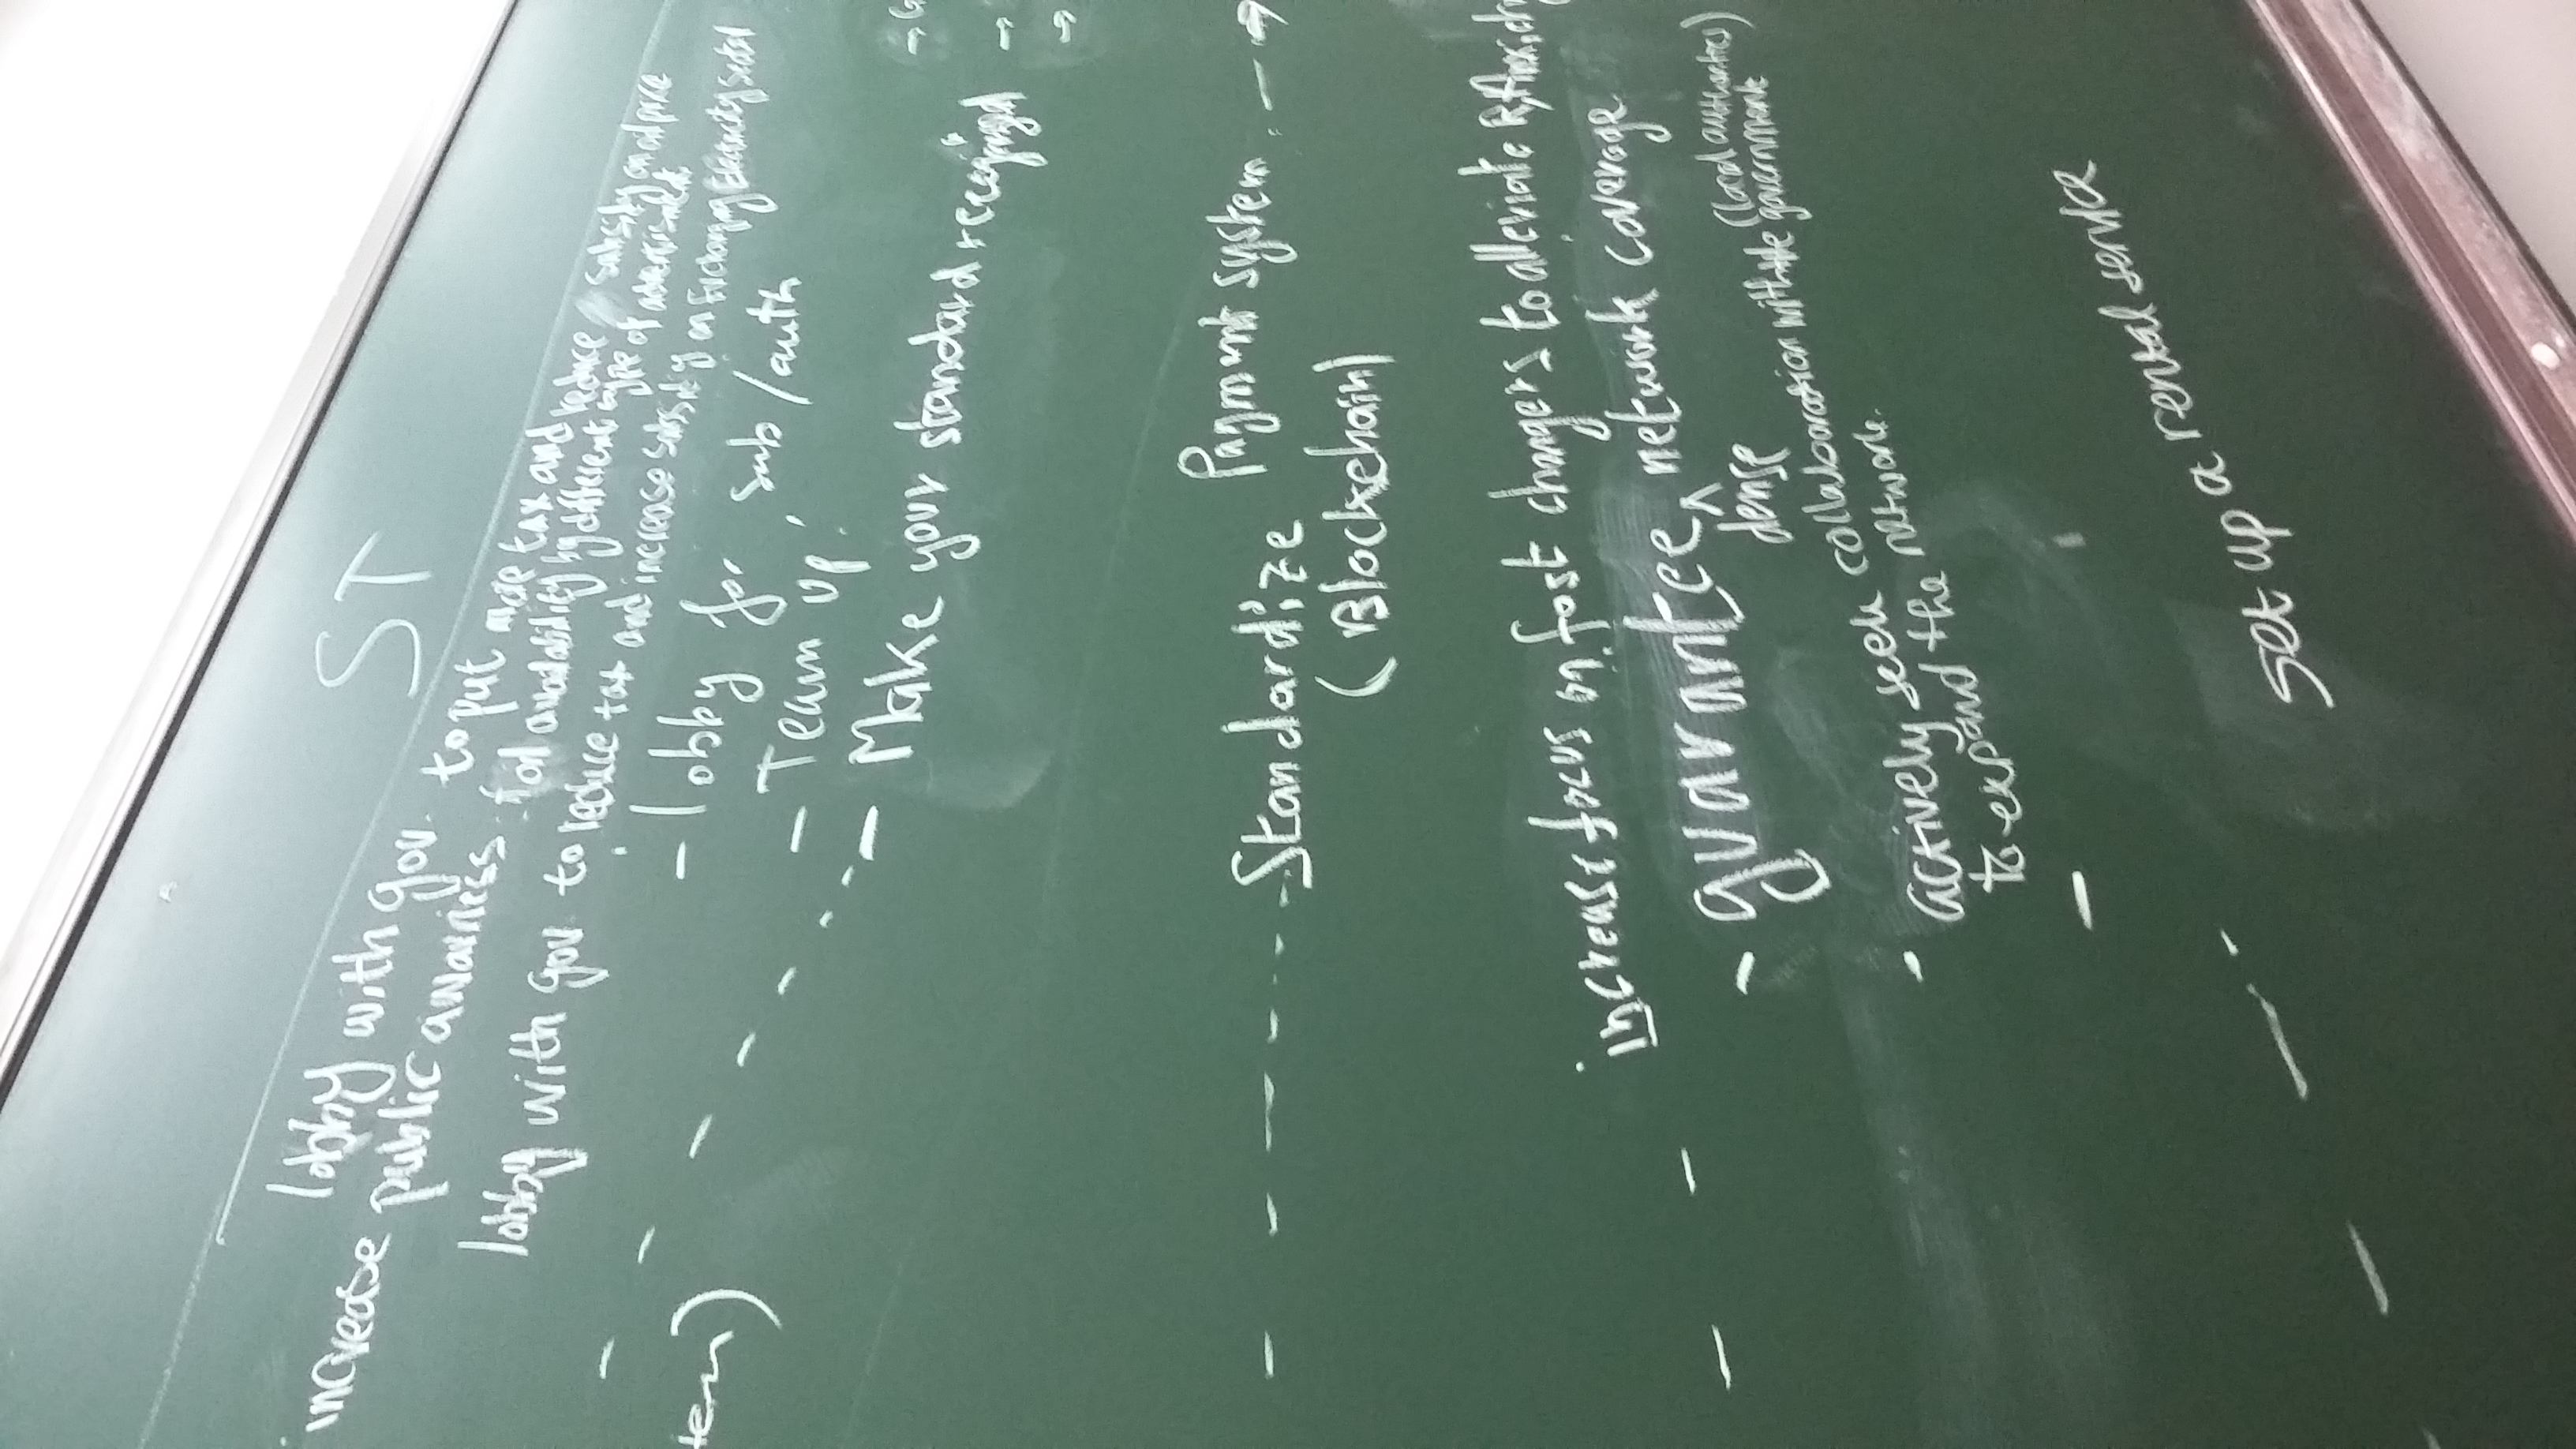 ST
lobby with gov. to put more tax and reduce subsidy on oil price
increase public awarness for availability by different type of advertisment
lobby with gov to reduce tax and increase subsidy on Electricity sector
- lobby for sub/auth
tem)
- Team up!
- Make your standard recognized
Standardize Payment system
(Blockchain)
increase focus on fast chargers to alleviate
- guarantee network coverage
dense
(local authorities)
- actively seek collaboration with the government
to expand the network.
-
set up a rental service